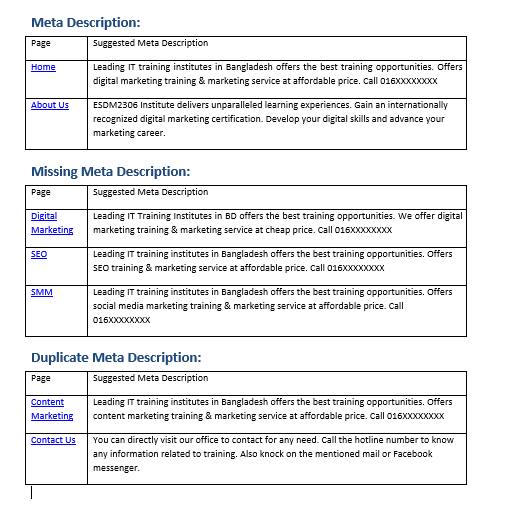 Meta Description:
Page Suggested Meta Description
Home Leading IT training institutes in Bangladesh offers the best training opportunities. Offers
digital marketing training & marketing service at affordable price. Call 016XXXXXXXX
About Us ESDM2306 Institute delivers unparalleled learning experiences. Gain an internationally
recognized digital marketing certification. Develop your digital skills and advance your
marketing career.
Missing Meta Description:
Page Suggested Meta Description
Digital Leading IT Training Institutes in BD offers the best training opportunities. We offer digital
Marketing marketing training & marketing service at cheap price. Call 016XXXXXXXX
SEO Leading IT training institutes in Bangladesh offers the best training opportunities. Offers
SEO training & marketing service at affordable price. Call 016XXXXXXXX
SMM Leading IT training institutes in Bangladesh offers the best training opportunities. Offers
social media marketing training & marketing service at affordable price. Call
016XXXXXXXX
Duplicate Meta Description:
Page Suggested Meta Description
Content Leading IT training institutes in Bangladesh offers the best training opportunities. Offers
Marketing content marketing training & marketing service at affordable price. Call 016XXXXXXXX
Contact Us You can directly visit our office to contact for any need. Call the hotline number to know
any information related to training. Also knock on the mentioned mail or Facebook
messenger.